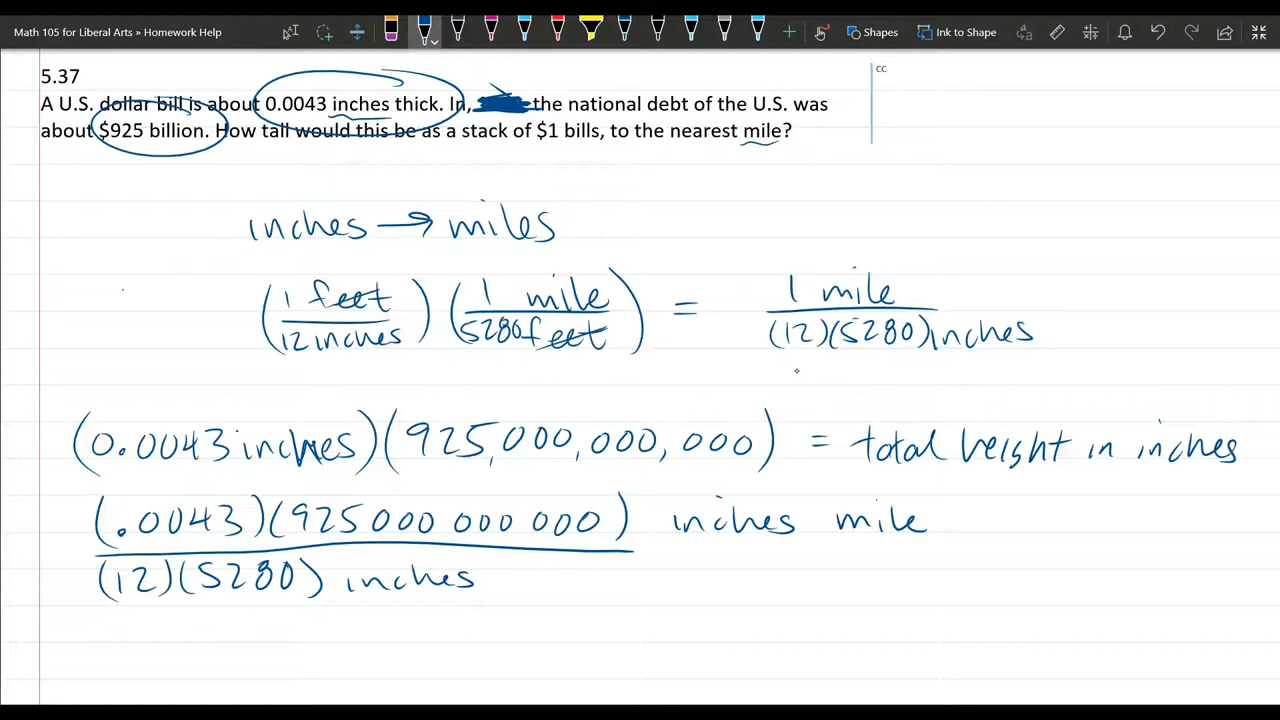 Math 105 for Liberal Arts » Homework Help
Shapes
Ink to Shape
cc
5.37
A U.S. dollar bill is about 0.0043 inches thick. In, the national debt of the U.S. was
about $925 billion. How tall would this be as a stack of $1 bills, to the nearest mile?
inches → miles
(1 feet / 12 inches) (1 mile / 5280 feet) = 1 mile / (12)(5280) inches
(0.0043 inches)(925,000,000,000) = total height in inches
(.0043)(925 000 000 000) inches mile
(12)(5280) inches